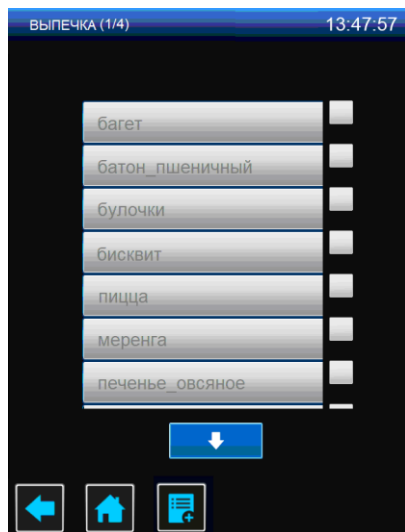 ВЫПЕЧКА (1/4) 13:47:57
багет
батон_пшеничный
булочки
бисквит
пицца
меренга
печенье_овсяное